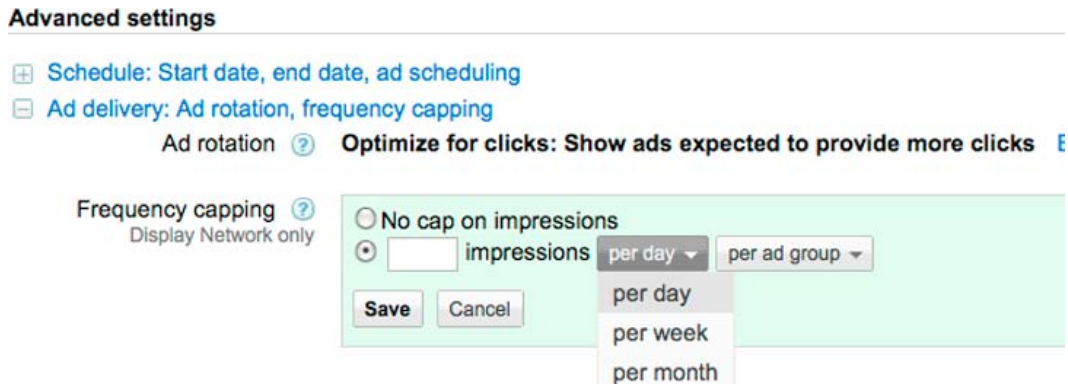 Advanced settings
Schedule: Start date, end date, ad scheduling
Ad delivery: Ad rotation, frequency capping
Ad rotation ? Optimize for clicks: Show ads expected to provide more clicks
Frequency capping ?
Display Network only
No cap on impressions
impressions per day per ad group
per day
Save Cancel
per week
per month